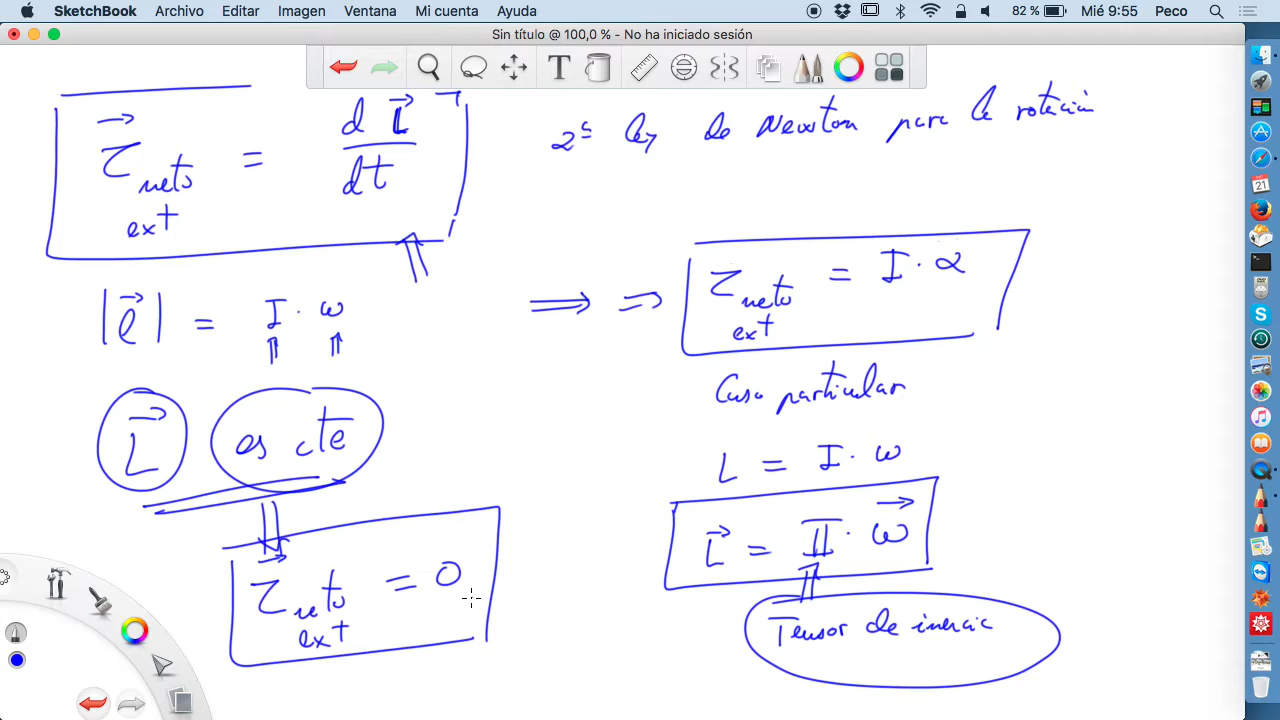 SketchBook Archivo Editar Imagen Ventana Mi cuenta Ayuda 82 % Mié 9:55 Peco
Sin título @ 100,0 % - No ha iniciado sesión
T
τ⃗ neto ext = dL⃗/dt
2ª ley de Newton para la rotación
|ℓ⃗| = I · ω
⇒ ⇒ τ neto ext = I · α
Caso particular
L⃗ es cte
L = I · ω
L⃗ = II · ω⃗
τ⃗ neto ext = 0
Tensor de inercia
21